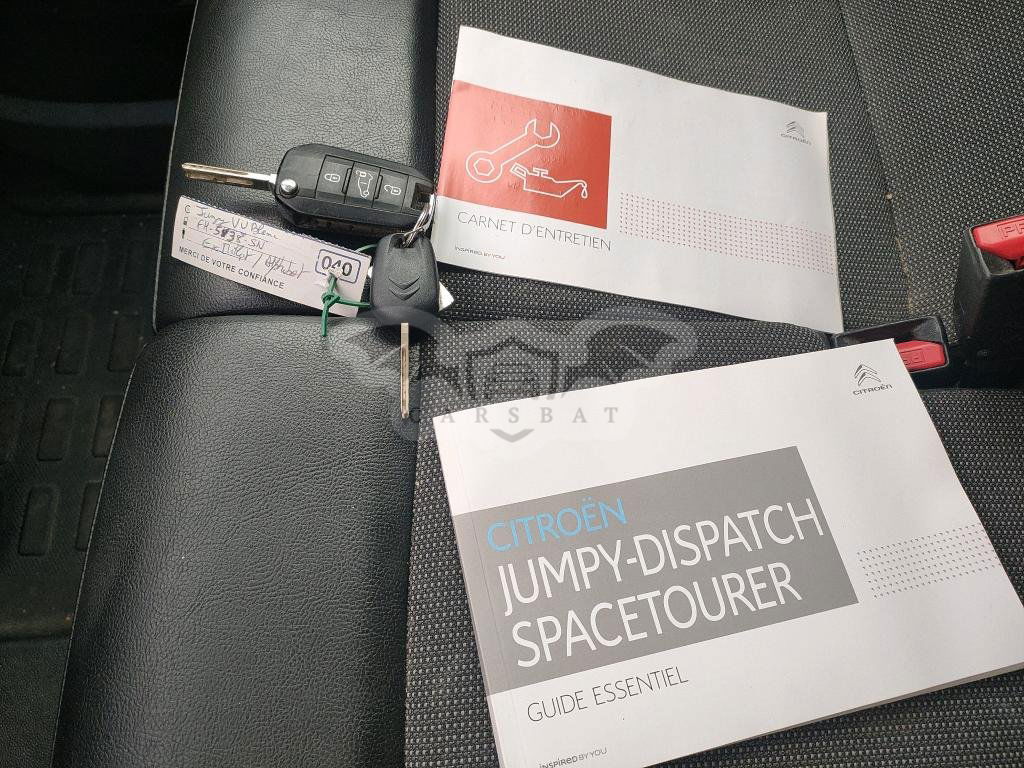 CITROËN
CARNET D'ENTRETIEN
INSPIRED BY YOU
040
MERCI DE VOTRE CONFIANCE
PRESS
CARSBAT
CITROËN
CITROËN
JUMPY-DISPATCH
SPACETOURER
GUIDE ESSENTIEL
INSPIRED BY YOU